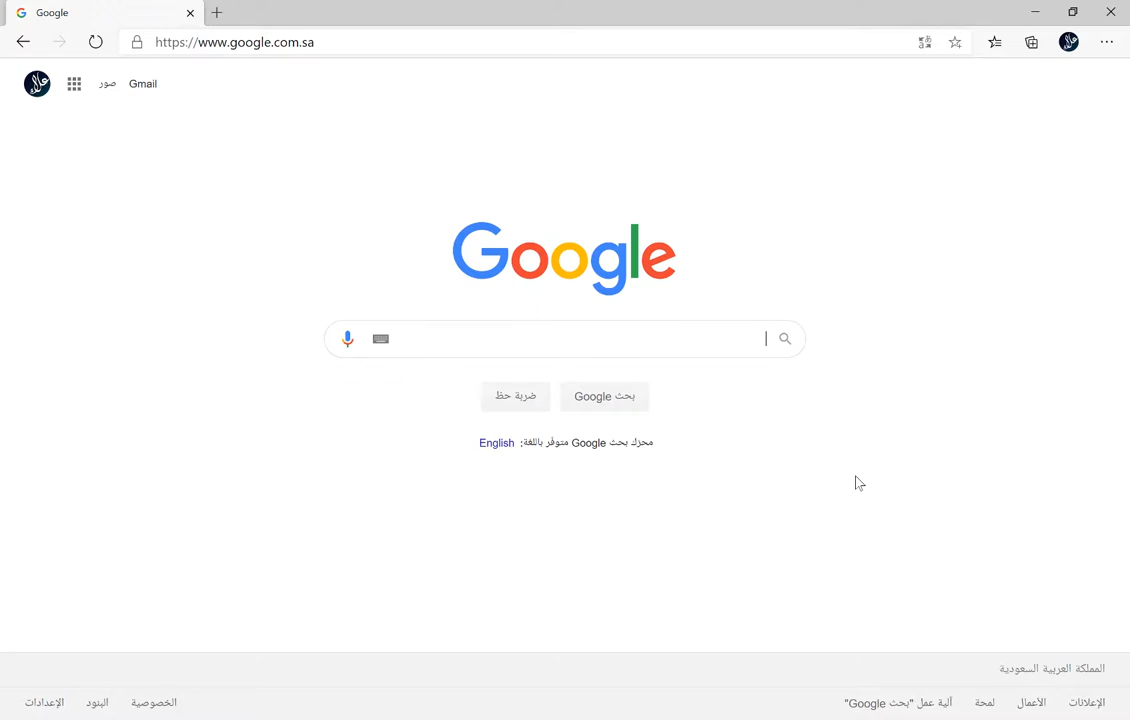 Google
https://www.google.com.sa
صور Gmail
Google
بحث Google ضربة حظ
محرك بحث Google متوفّر باللغة: English
المملكة العربية السعودية
الإعلانات الأعمال لمحة آلية عمل "بحث Google" الخصوصية البنود الإعدادات